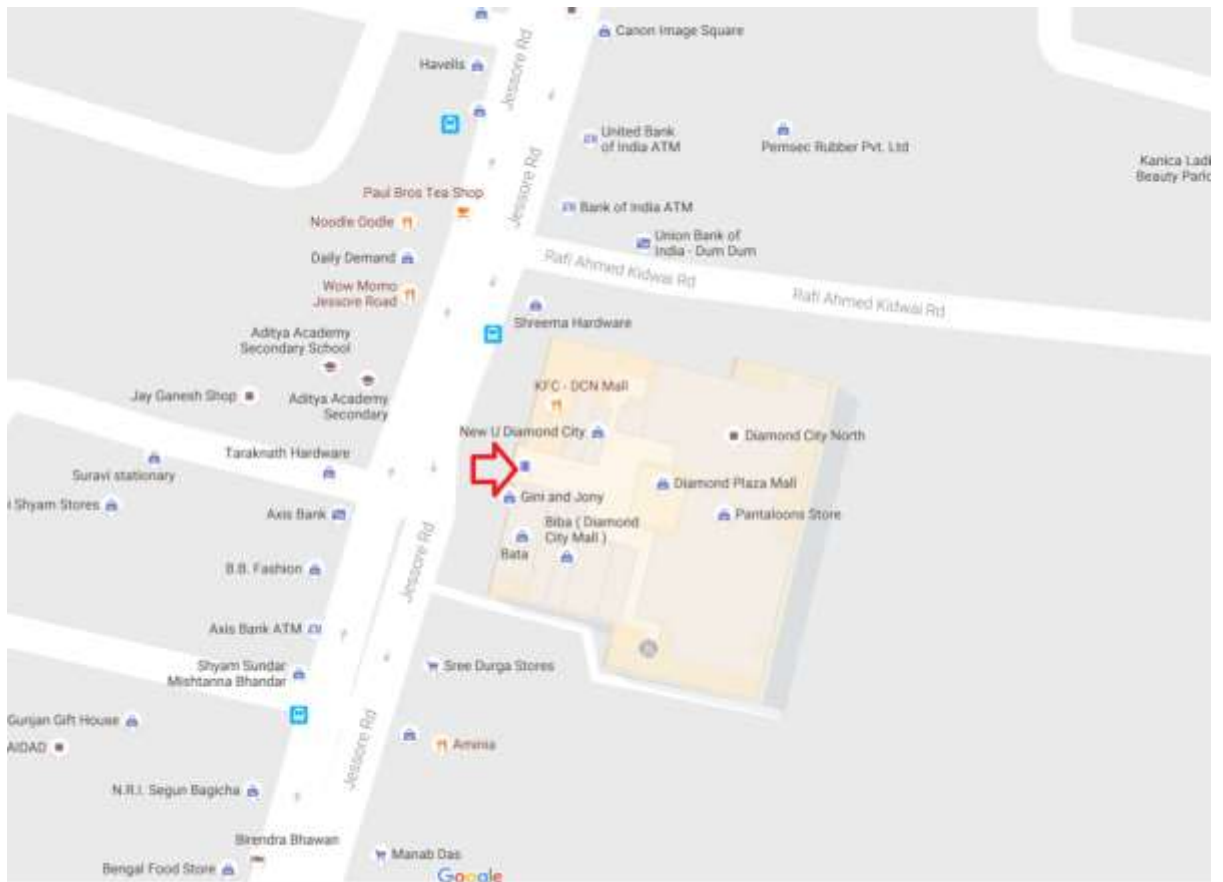 Canon Image Square
Jessore Rd
Havells
United Bank
of India ATM
Pemsec Rubber Pvt. Ltd
Kanica Ladi
Beauty Parlo
Jessore Rd
Paul Bros Tea Shop
Bank of India ATM
Noodle Oodle
Union Bank of
India - Dum Dum
Daily Demand
Rafi Ahmed Kidwai Rd
Rafi Ahmed Kidwai Rd
Wow Momo
Jessore Road
Shreema Hardware
Aditya Academy
Secondary School
KFC - DCN Mall
Jay Ganesh Shop
Aditya Academy
Secondary
New U Diamond City
Diamond City North
Taraknath Hardware
Suravi stationary
Diamond Plaza Mall
Gini and Jony
i Shyam Stores
Axis Bank
Pantaloons Store
Biba ( Diamond
City Mall )
Bata
Jessore Rd
B.B. Fashion
Axis Bank ATM
Shyam Sundar
Mishtanna Bhandar
Sree Durga Stores
Gunjan Gift House
AIDAD
Jessore Rd
Aminia
N.R.I. Segun Bagicha
Birendra Bhawan
Manab Das
Bengal Food Store
Google